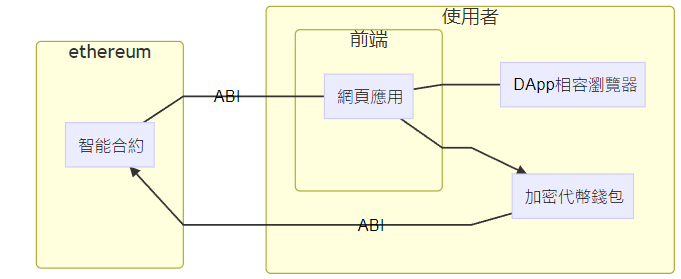 使用者
前端
ethereum
網頁應用
DApp相容瀏覽器
ABI
智能合約
加密代幣錢包
ABI